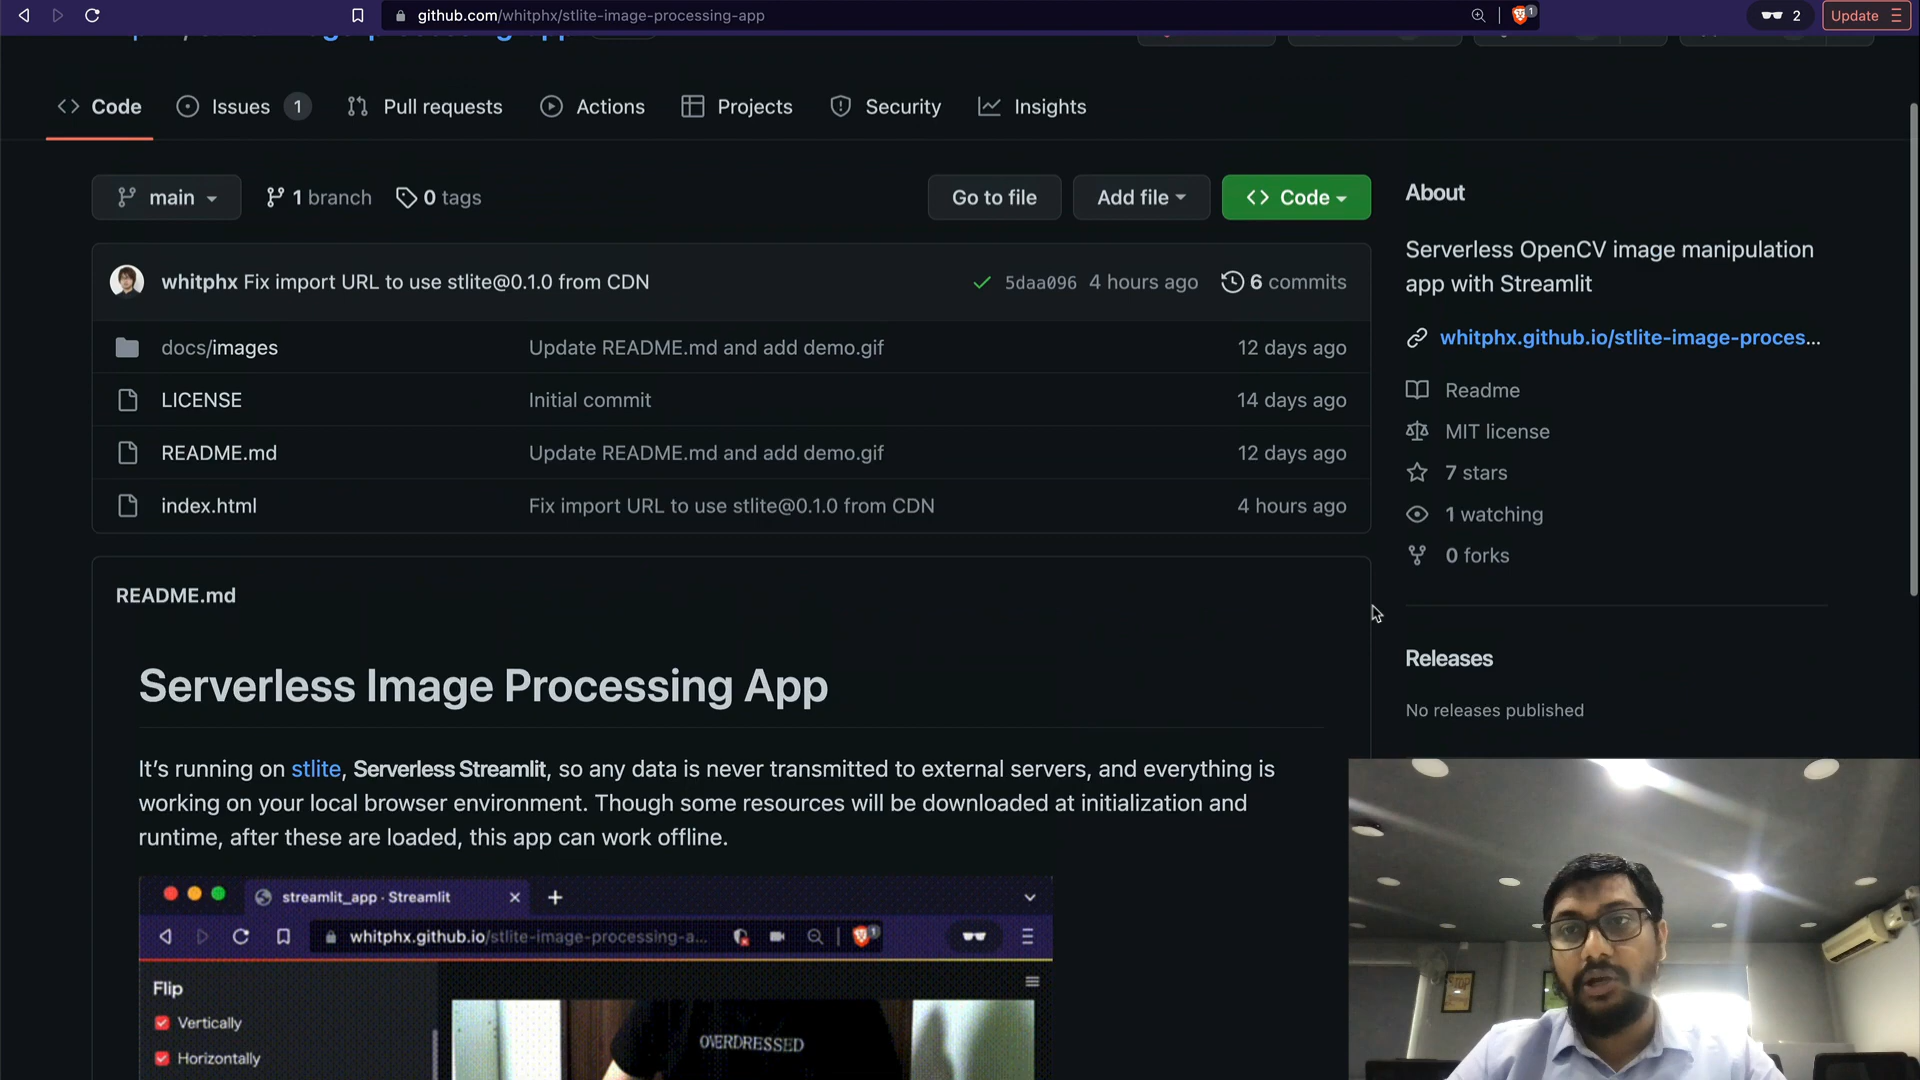 github.com/whitphx/stlite-image-processing-app
1
2
Update
Code
Issues 1
Pull requests
Actions
Projects
Security
Insights
main
1 branch
0 tags
Go to file
Add file
Code
whitphx Fix import URL to use stlite@0.1.0 from CDN
5daa096 4 hours ago
6 commits
docs/images
Update README.md and add demo.gif
12 days ago
LICENSE
Initial commit
14 days ago
README.md
Update README.md and add demo.gif
12 days ago
index.html
Fix import URL to use stlite@0.1.0 from CDN
4 hours ago
About
Serverless OpenCV image manipulation
app with Streamlit
whitphx.github.io/stlite-image-proces...
Readme
MIT license
7 stars
1 watching
0 forks
Releases
No releases published
README.md
Serverless Image Processing App
It's running on stlite, Serverless Streamlit, so any data is never transmitted to external servers, and everything is
working on your local browser environment. Though some resources will be downloaded at initialization and
runtime, after these are loaded, this app can work offline.
streamlit_app · Streamlit
whitphx.github.io/stlite-image-processing-a...
1
Flip
Vertically
Horizontally
OVERDRESSED